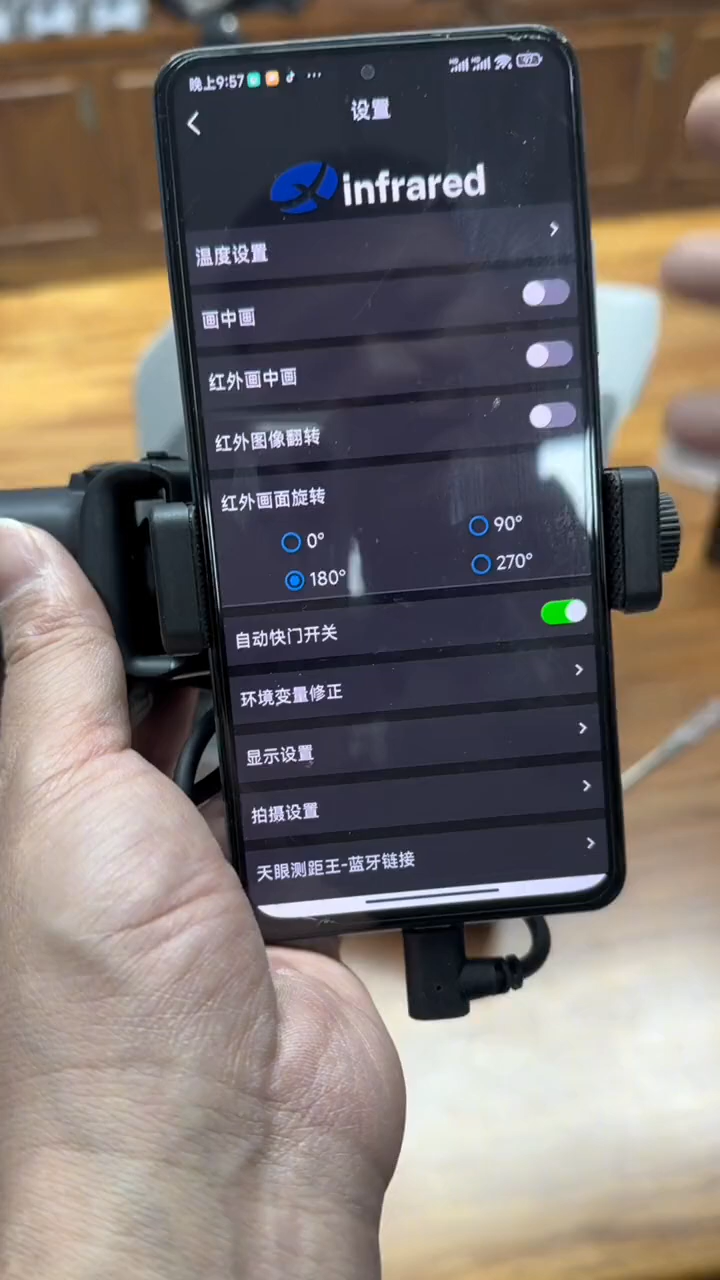 晚上9:57
设置
infrared
温度设置
画中画
红外画中画
红外图像翻转
红外画面旋转
0° 90°
180° 270°
自动快门开关
环境变量修正
显示设置
拍摄设置
天眼测距王-蓝牙链接